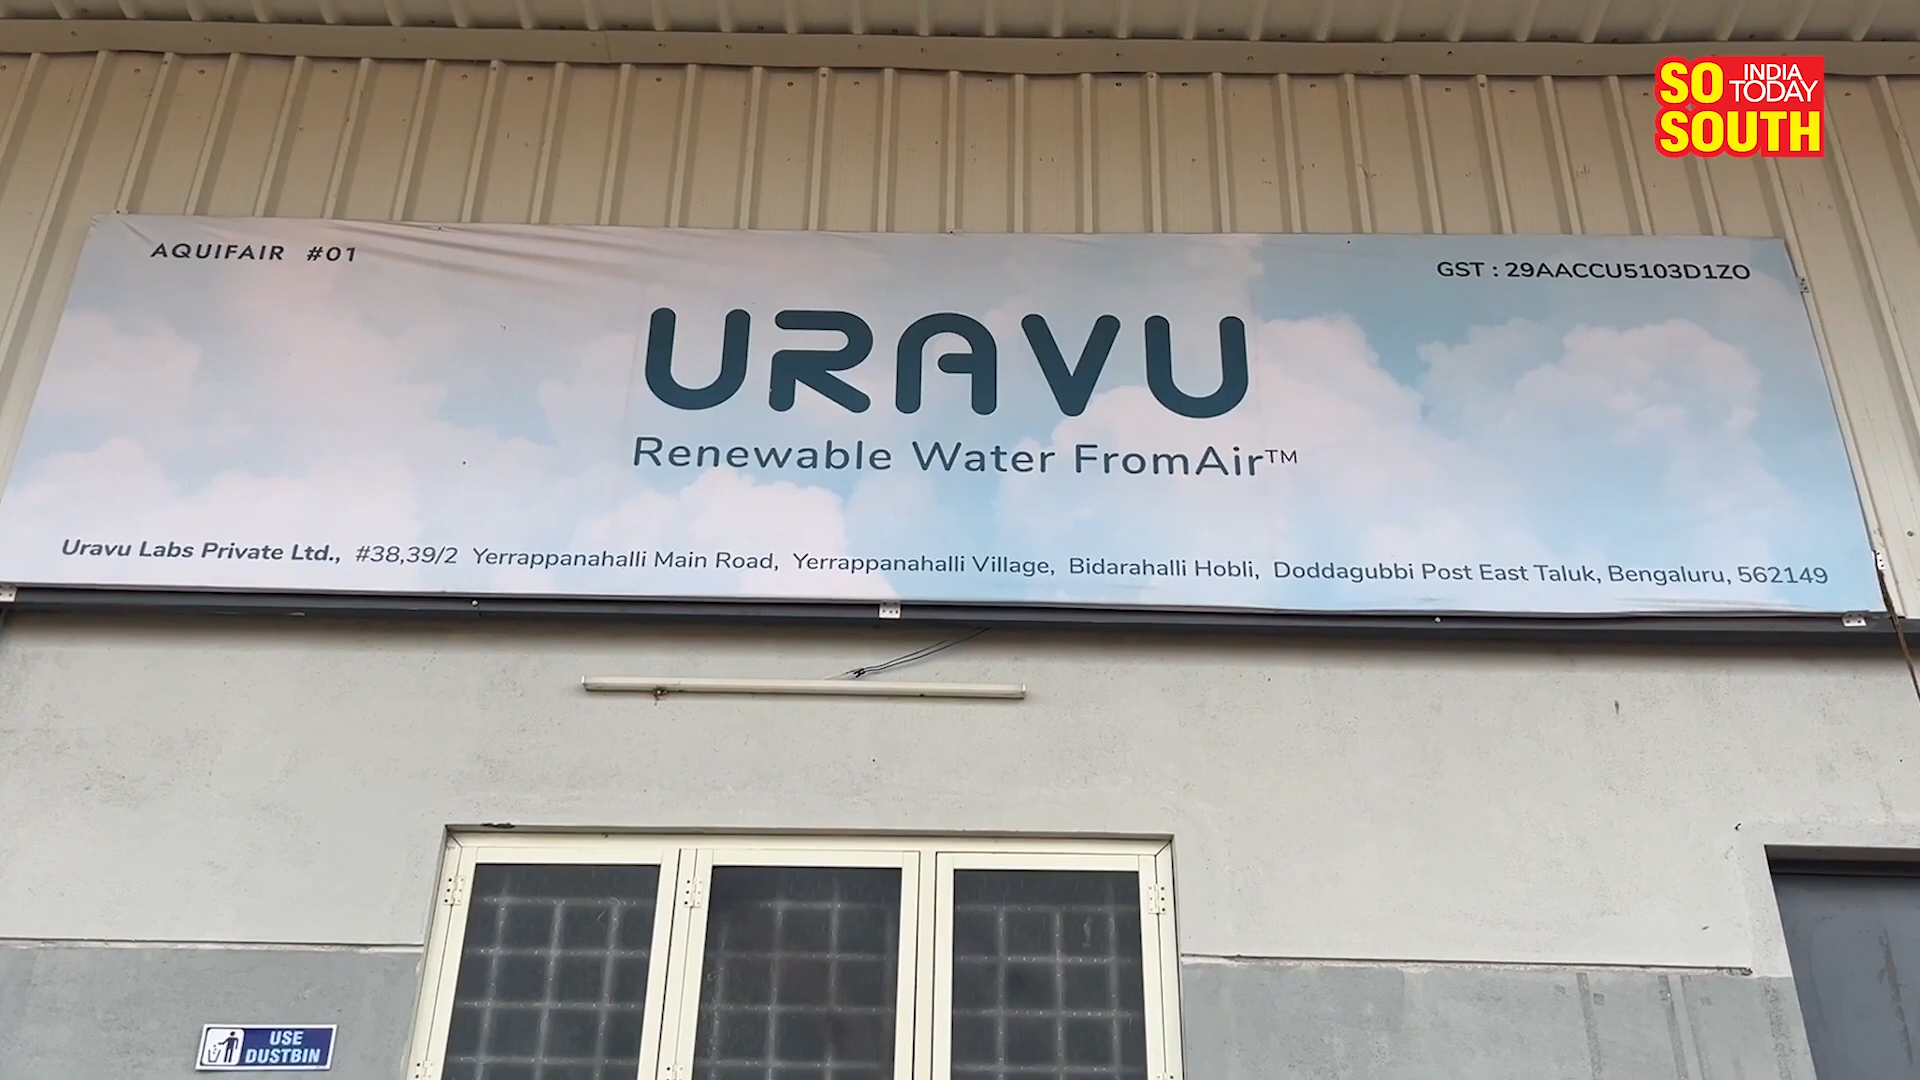 SO INDIA TODAY
SOUTH
AQUIFAIR #01
GST : 29AACCU5103D1ZO
URAVU
Renewable Water FromAir™
Uravu Labs Private Ltd., #38,39/2 Yerrappanahalli Main Road, Yerrappanahalli Village, Bidarahalli Hobli, Doddagubbi Post East Taluk, Bengaluru, 562149
USE
DUSTBIN